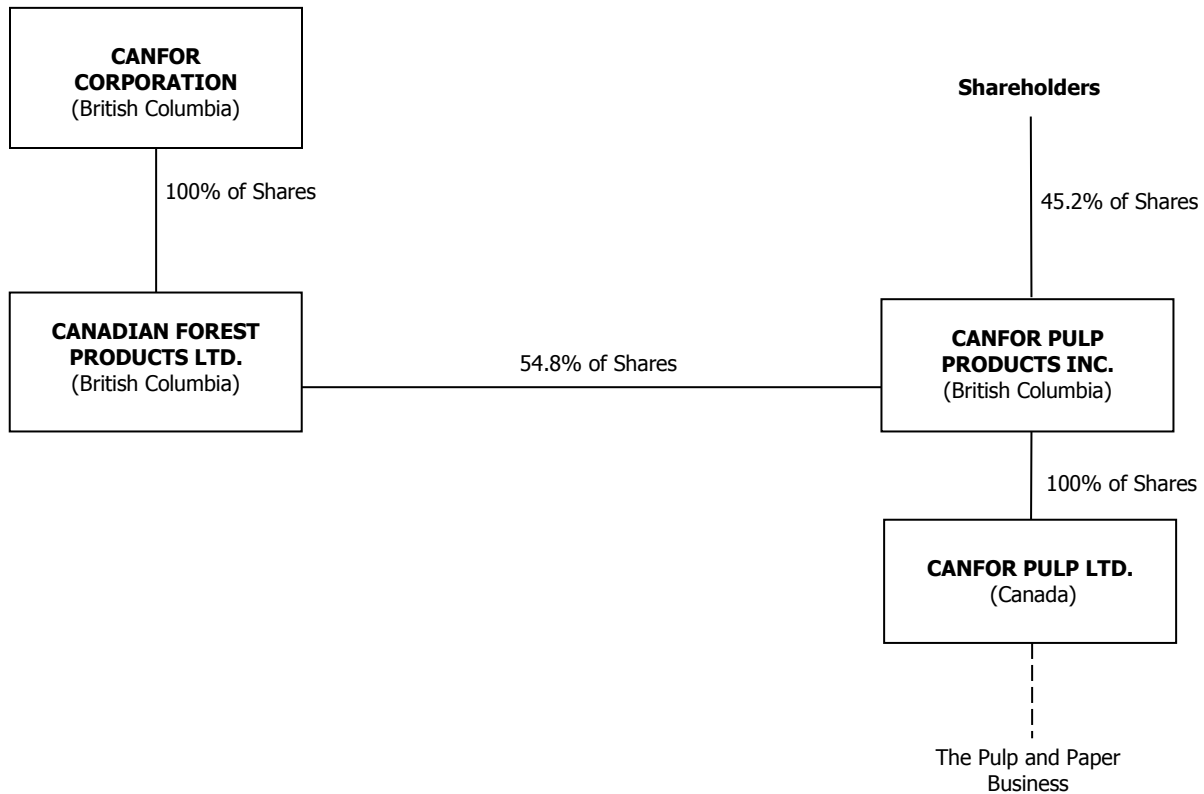 CANFOR
CORPORATION
(British Columbia)
Shareholders
100% of Shares
45.2% of Shares
CANADIAN FOREST
PRODUCTS LTD.
(British Columbia)
54.8% of Shares
CANFOR PULP
PRODUCTS INC.
(British Columbia)
100% of Shares
CANFOR PULP LTD.
(Canada)
The Pulp and Paper
Business